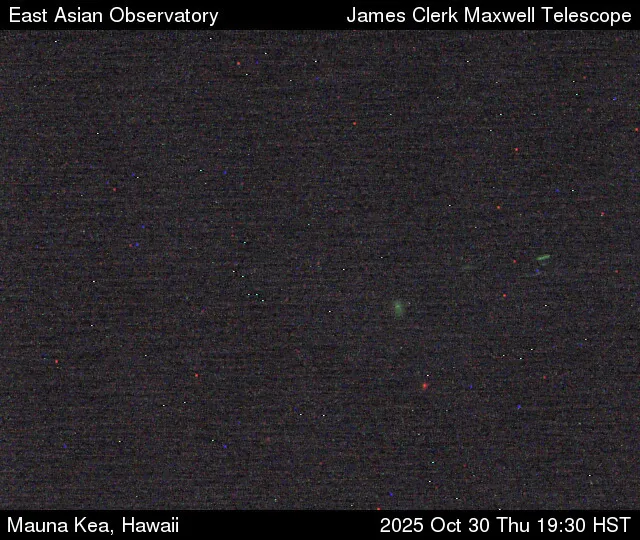 East Asian Observatory
James Clerk Maxwell Telescope
Mauna Kea, Hawaii
2025 Oct 30 Thu 19:30 HST